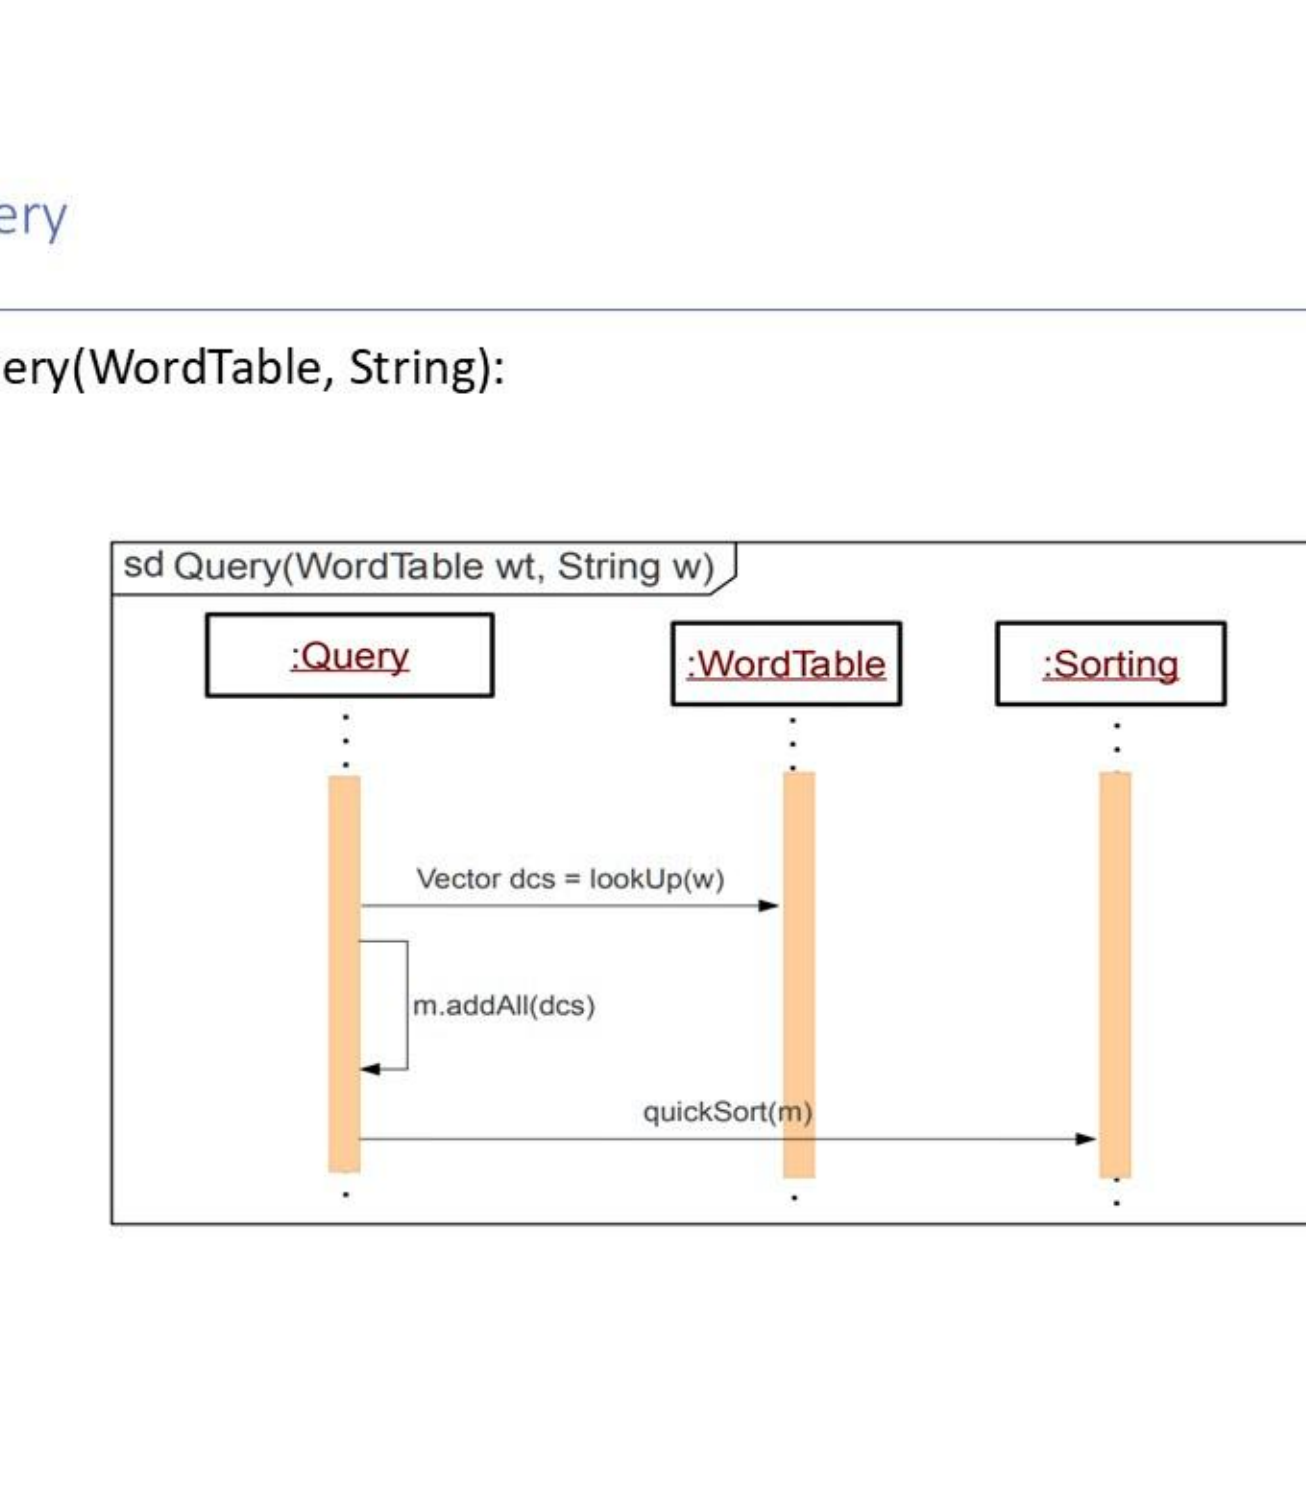 ery
ery(WordTable, String):
sd Query(WordTable wt, String w)
:Query
:WordTable
:Sorting
Vector dcs = lookUp(w)
m.addAll(dcs)
quickSort(m)